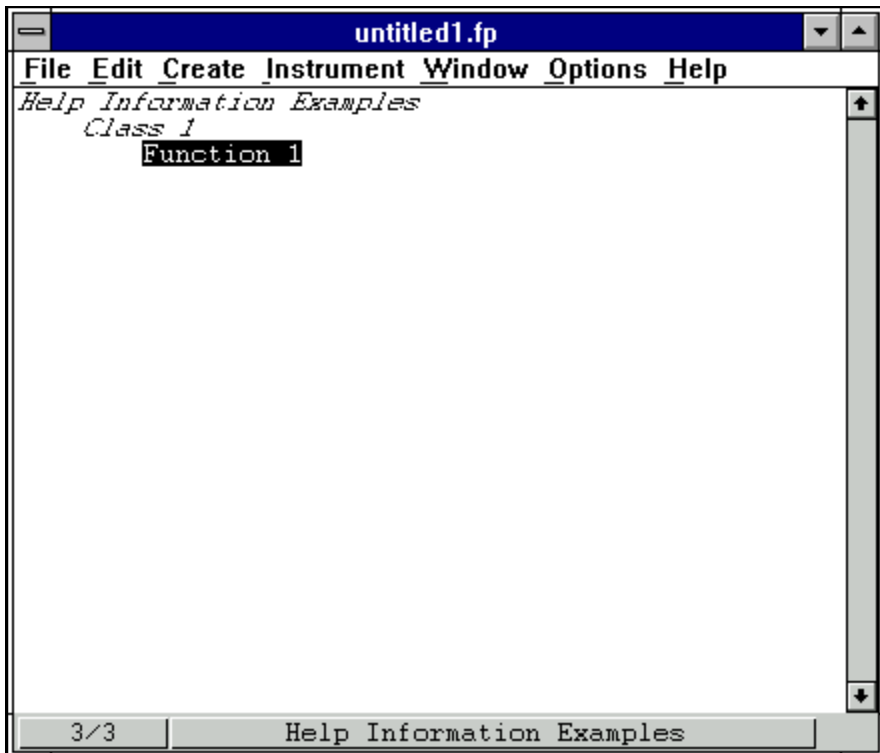 untitled1.fp
File Edit Create Instrument Window Options Help
Help Information Examples
Class 1
Function 1
3/3 Help Information Examples